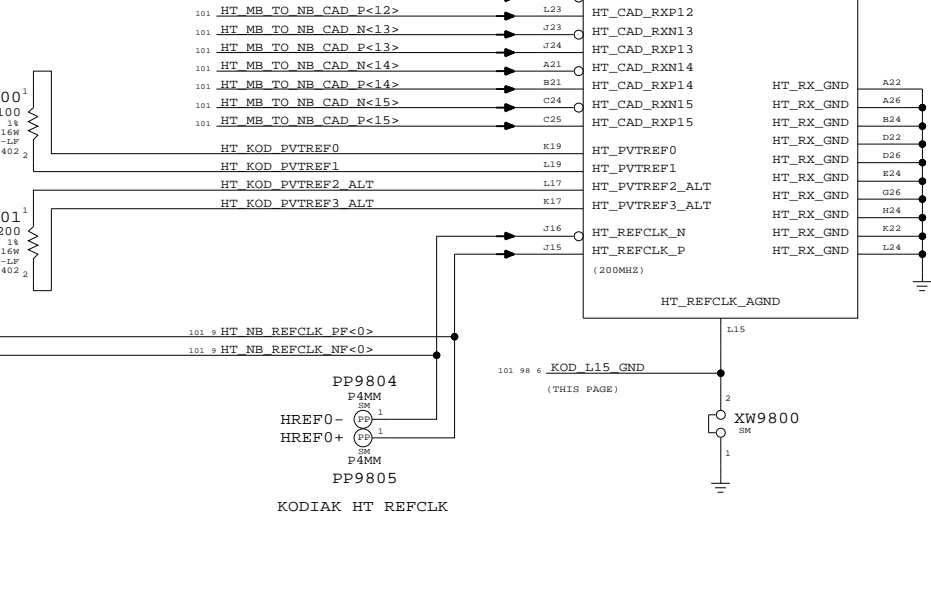 101 HT_MB_TO_NB_CAD_P<12> L23 HT_CAD_RXP12
101 HT_MB_TO_NB_CAD_N<13> J23 HT_CAD_RXN13
101 HT_MB_TO_NB_CAD_P<13> J24 HT_CAD_RXP13
101 HT_MB_TO_NB_CAD_N<14> A21 HT_CAD_RXN14
101 HT_MB_TO_NB_CAD_P<14> B21 HT_CAD_RXP14 HT_RX_GND A22
101 HT_MB_TO_NB_CAD_N<15> C24 HT_CAD_RXN15 HT_RX_GND A26
101 HT_MB_TO_NB_CAD_P<15> C25 HT_CAD_RXP15 HT_RX_GND B24
HT_RX_GND D22
00 1
100
1%
16W
-LF
402 2
HT_KOD_PVTREF0 K19 HT_PVTREF0
HT_RX_GND D26
HT_KOD_PVTREF1 L19 HT_PVTREF1
HT_RX_GND E24
HT_KOD_PVTREF2_ALT L17 HT_PVTREF2_ALT
HT_RX_GND G26
HT_KOD_PVTREF3_ALT K17 HT_PVTREF3_ALT
HT_RX_GND H24
01 1
200
1%
16W
-LF
402 2
J16 HT_REFCLK_N HT_RX_GND K22
J15 HT_REFCLK_P HT_RX_GND L24
(200MHZ)
HT_REFCLK_AGND
L15
101 9 HT_NB_REFCLK_PF<0>
101 9 HT_NB_REFCLK_NF<0>
101 98 6 KOD_L15_GND
(THIS PAGE)
PP9804
P4MM
SM
HREF0- PP 1
HREF0+ PP 1
SM
P4MM
PP9805
2
XW9800
SM
1
KODIAK HT REFCLK